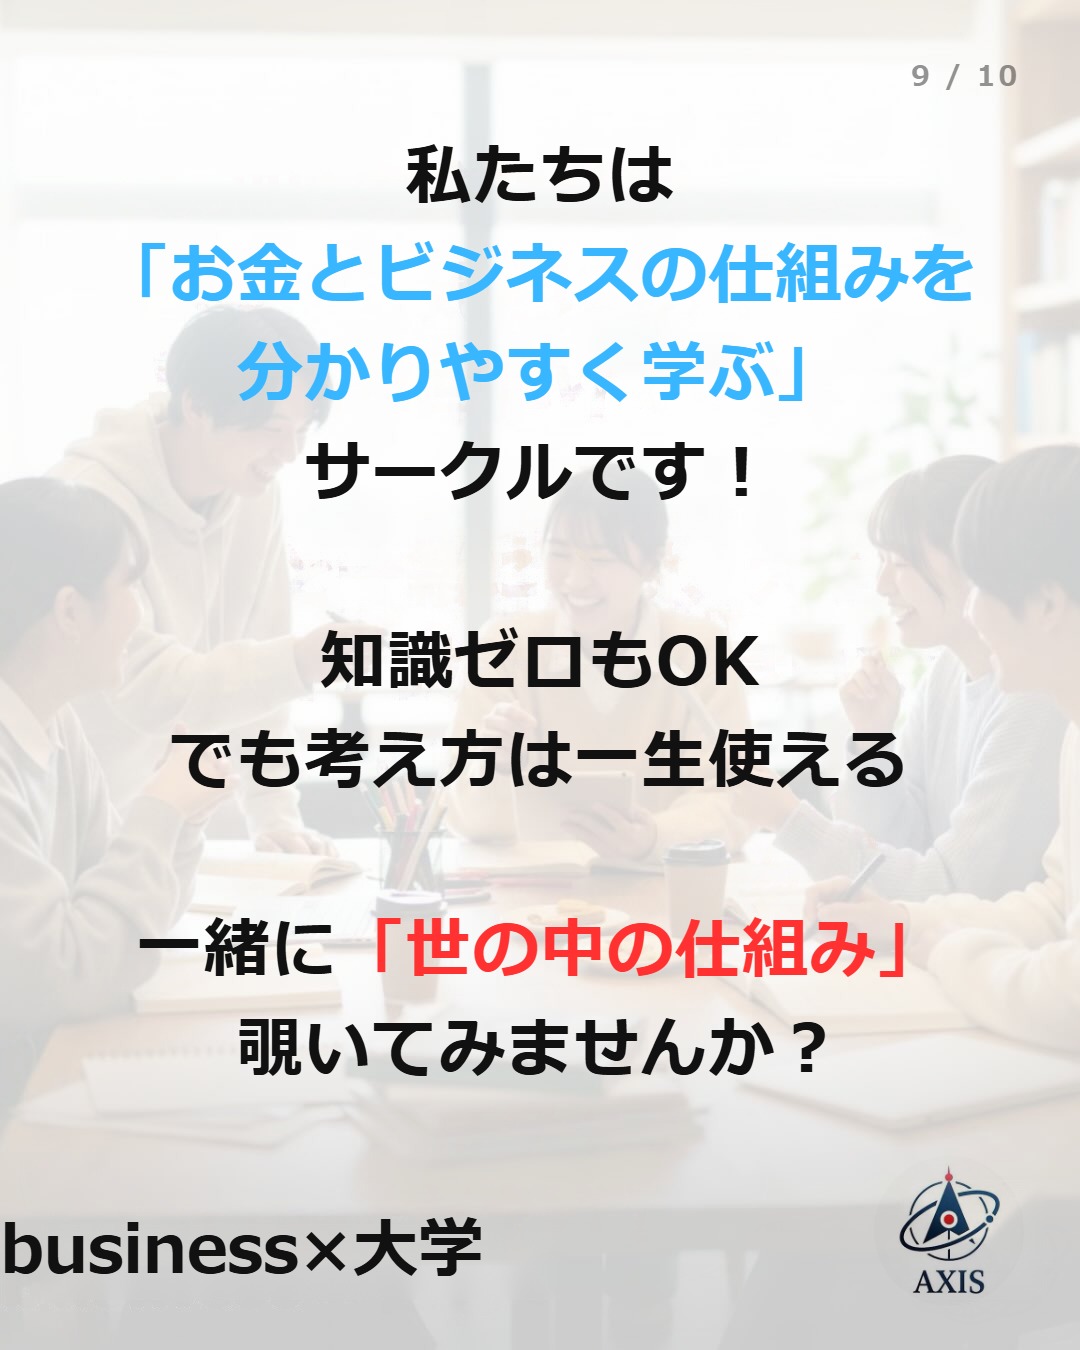 9 / 10
私たちは
「お金とビジネスの仕組みを
分かりやすく学ぶ」
サークルです！
知識ゼロもOK
でも考え方は一生使える
一緒に「世の中の仕組み」
覗いてみませんか？
business×大学
AXIS